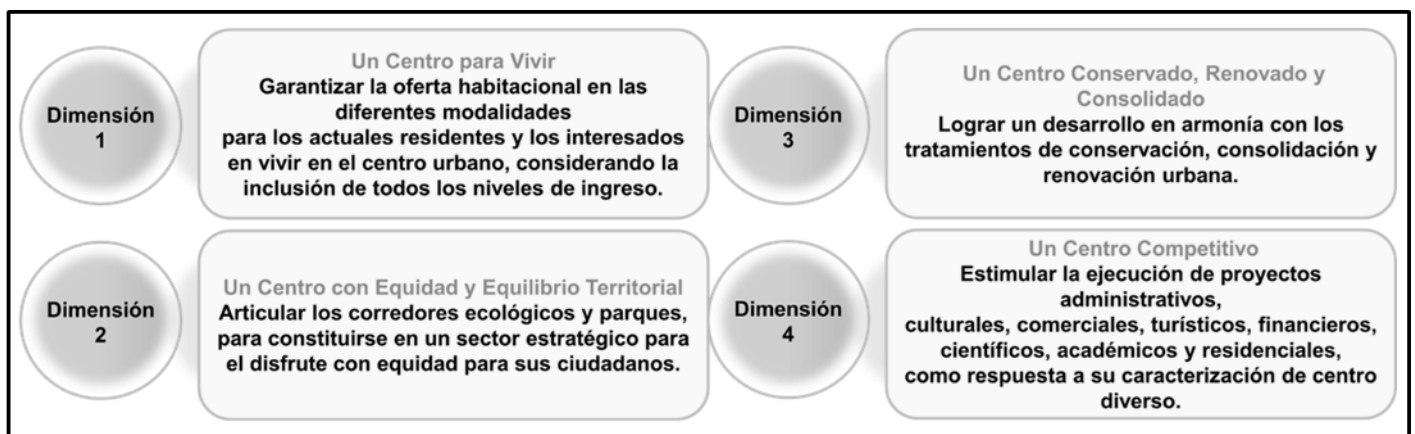 Dimensión
1
Un Centro para Vivir
Garantizar la oferta habitacional en las
diferentes modalidades
para los actuales residentes y los interesados
en vivir en el centro urbano, considerando la
inclusión de todos los niveles de ingreso.
Dimensión
2
Un Centro con Equidad y Equilibrio Territorial
Articular los corredores ecológicos y parques,
para constituirse en un sector estratégico para
el disfrute con equidad para sus ciudadanos.
Dimensión
3
Un Centro Conservado, Renovado y
Consolidado
Lograr un desarrollo en armonía con los
tratamientos de conservación, consolidación y
renovación urbana.
Dimensión
4
Un Centro Competitivo
Estimular la ejecución de proyectos
administrativos,
culturales, comerciales, turísticos, financieros,
científicos, académicos y residenciales,
como respuesta a su caracterización de centro
diverso.